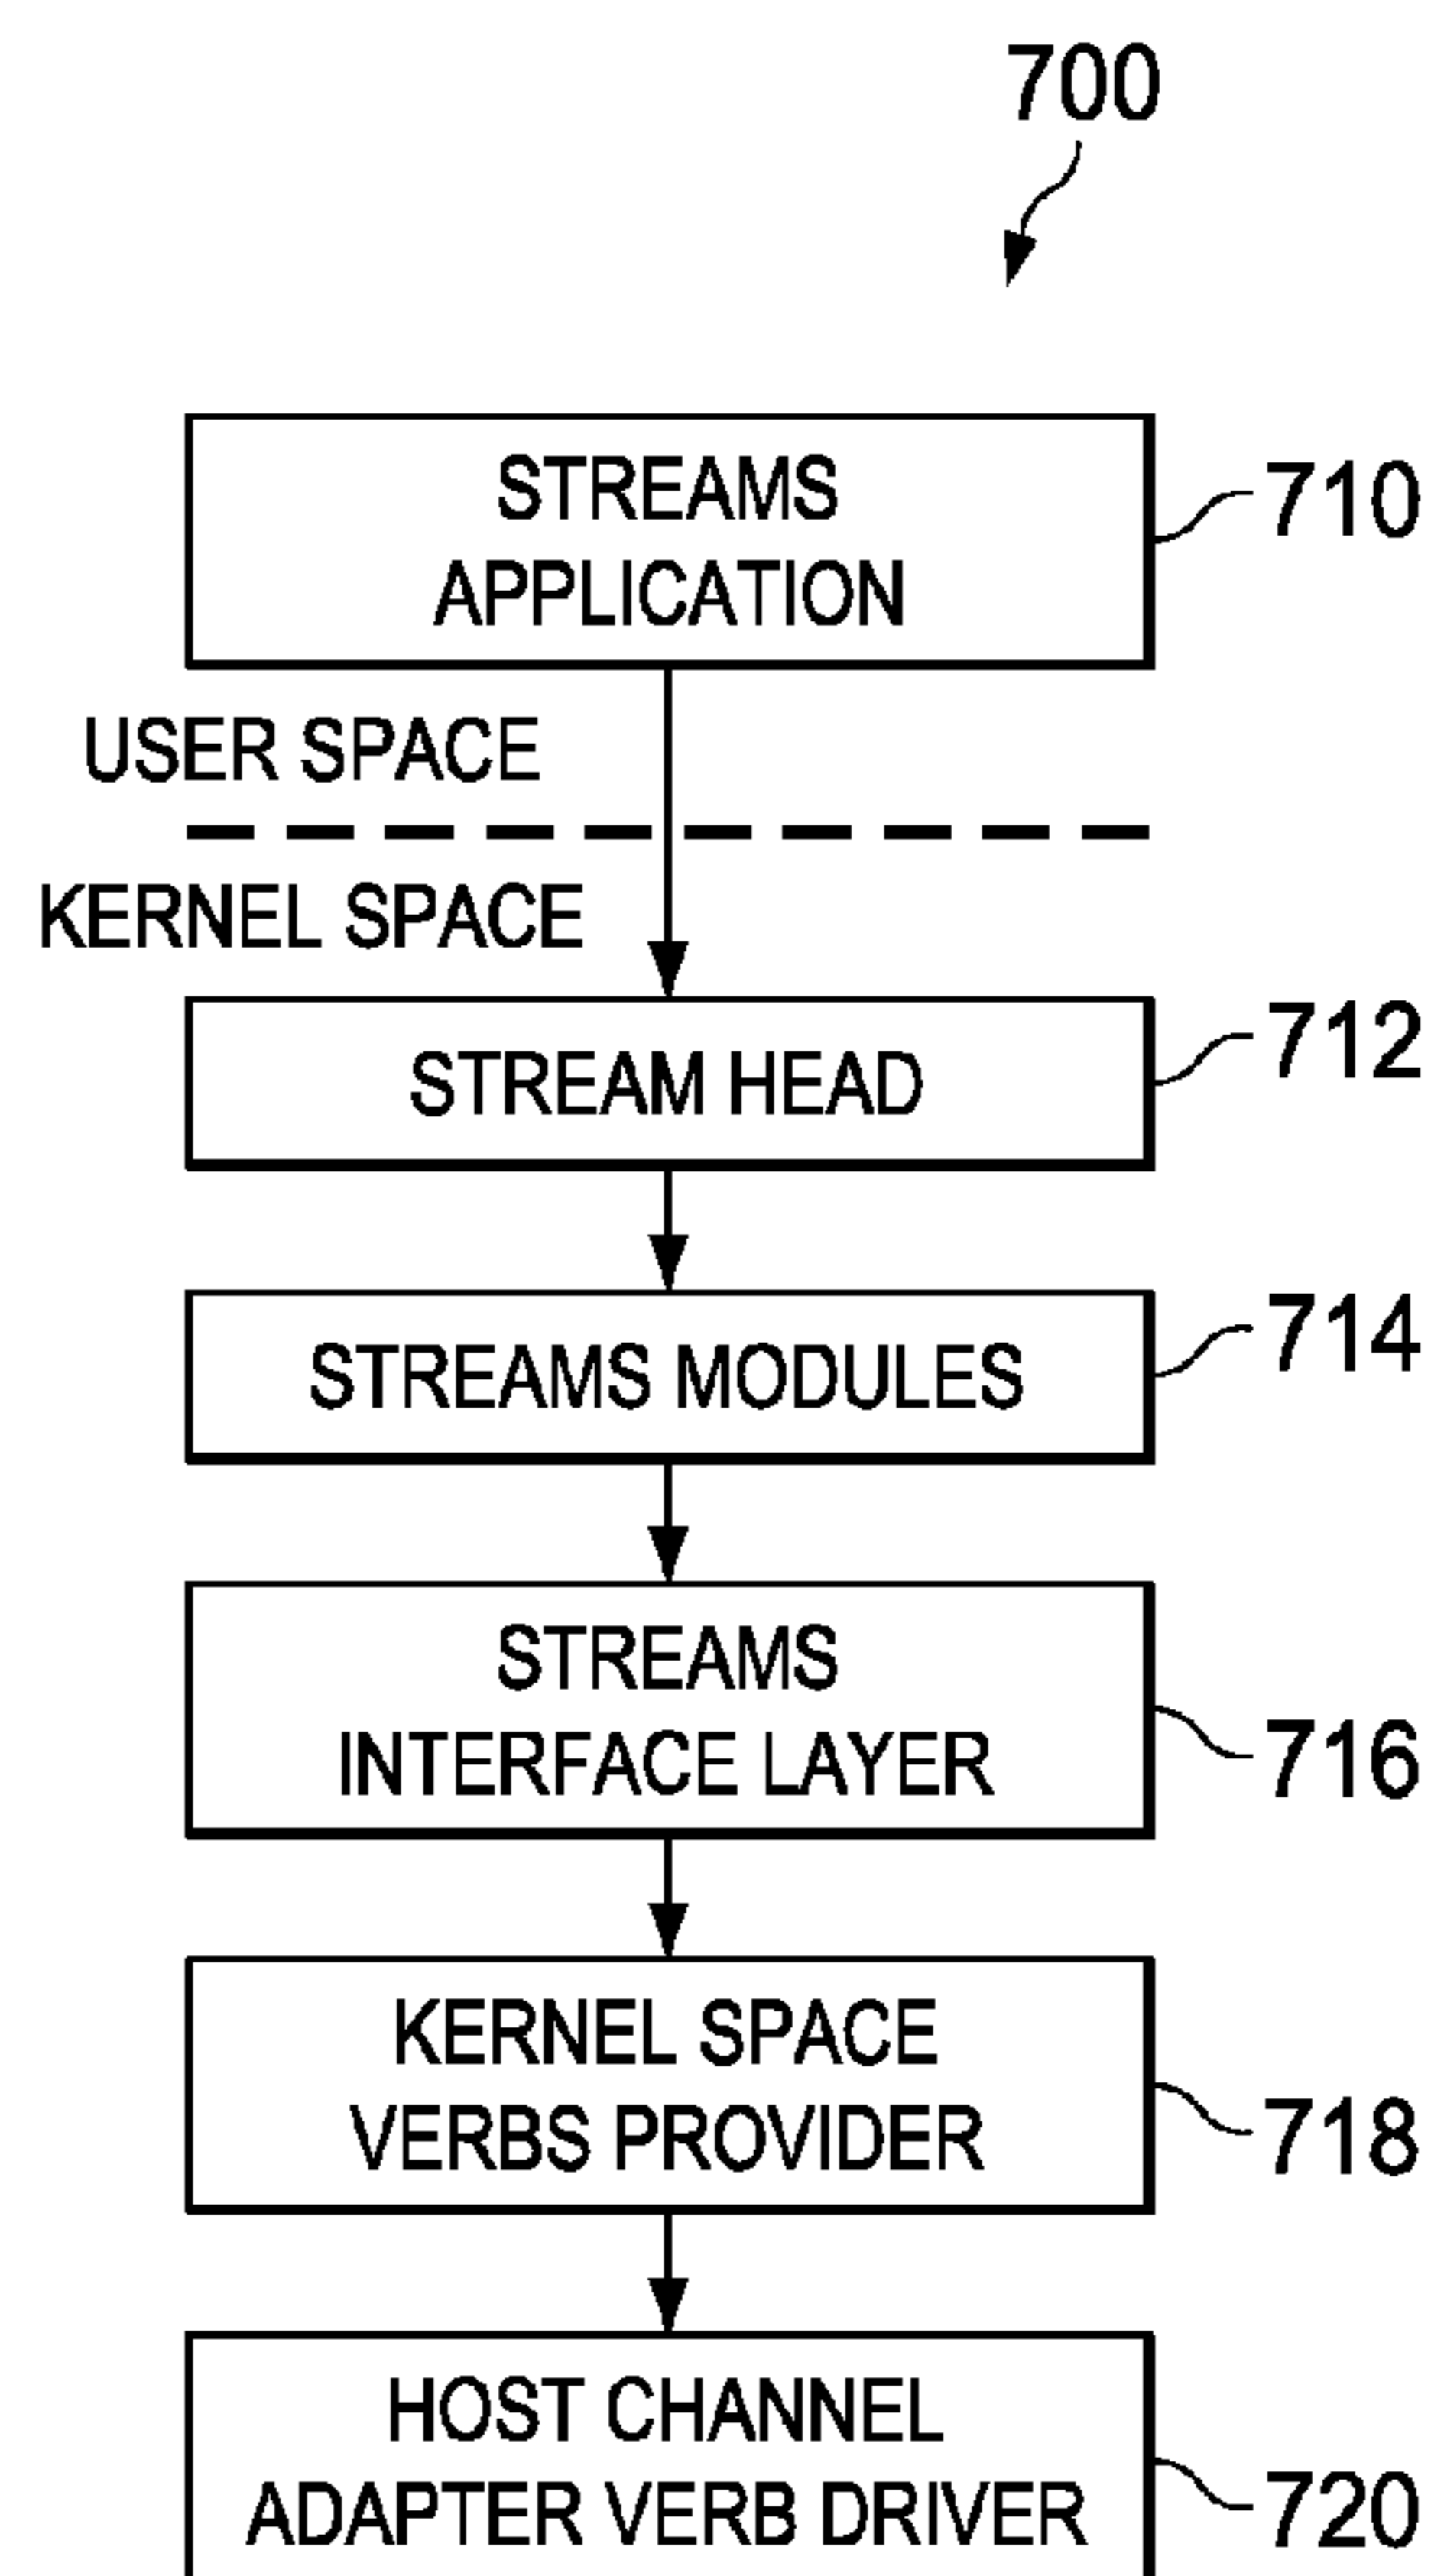 700
STREAMS
APPLICATION
710
USER SPACE
KERNEL SPACE
STREAM HEAD
712
STREAMS MODULES
714
STREAMS
INTERFACE LAYER
716
KERNEL SPACE
VERBS PROVIDER
718
HOST CHANNEL
ADAPTER VERB DRIVER
720